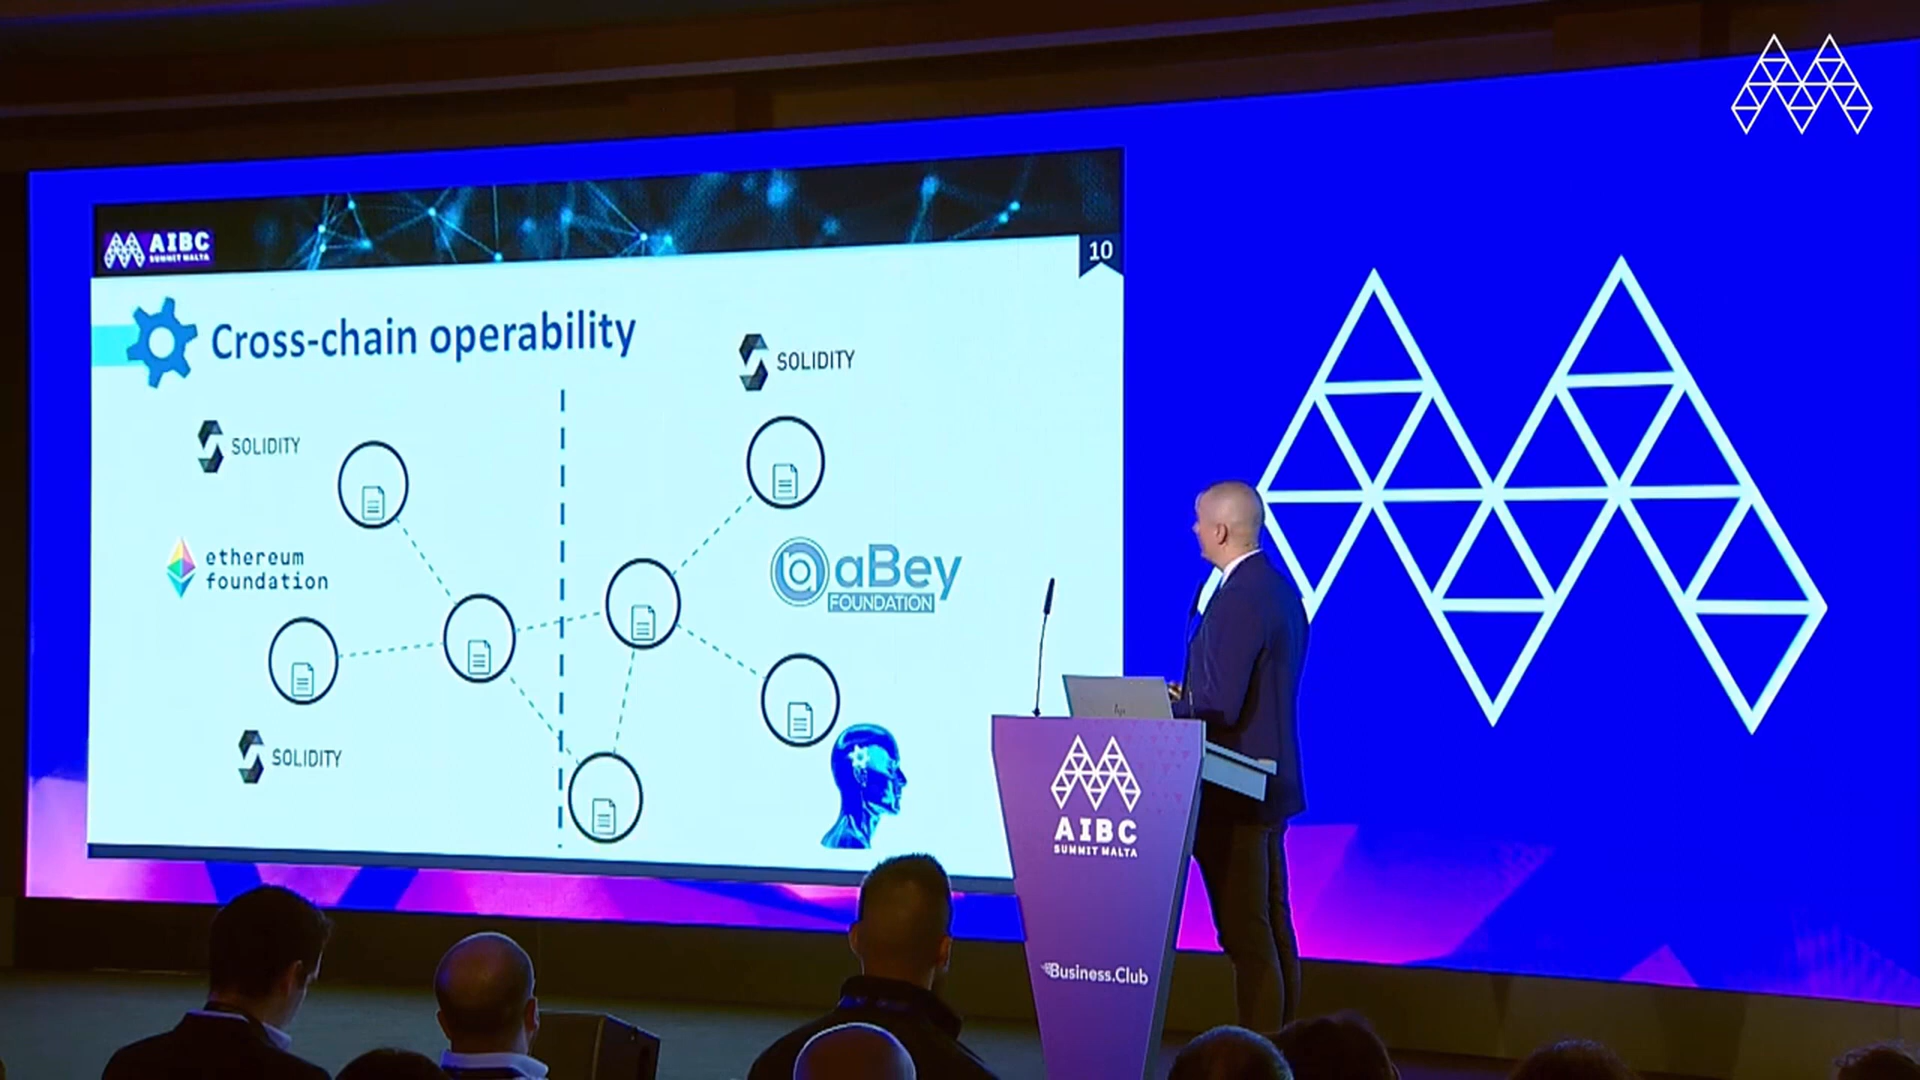 AIBC
SUMMIT MALTA
10
Cross-chain operability
SOLIDITY
SOLIDITY
ethereum
foundation
aBey
FOUNDATION
SOLIDITY
hp
AIBC
SUMMIT MALTA
Business.Club